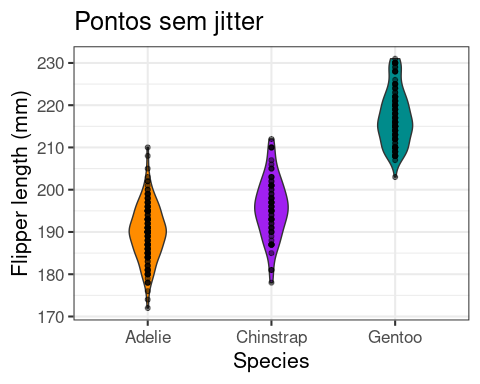 Pontos sem jitter
Flipper length (mm)
230
220
210
200
190
180
170
Adelie Chinstrap Gentoo
Species